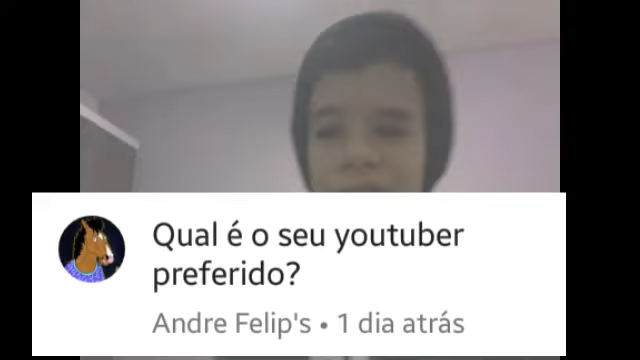 Qual é o seu youtuber
preferido?
Andre Felip's • 1 dia atrás